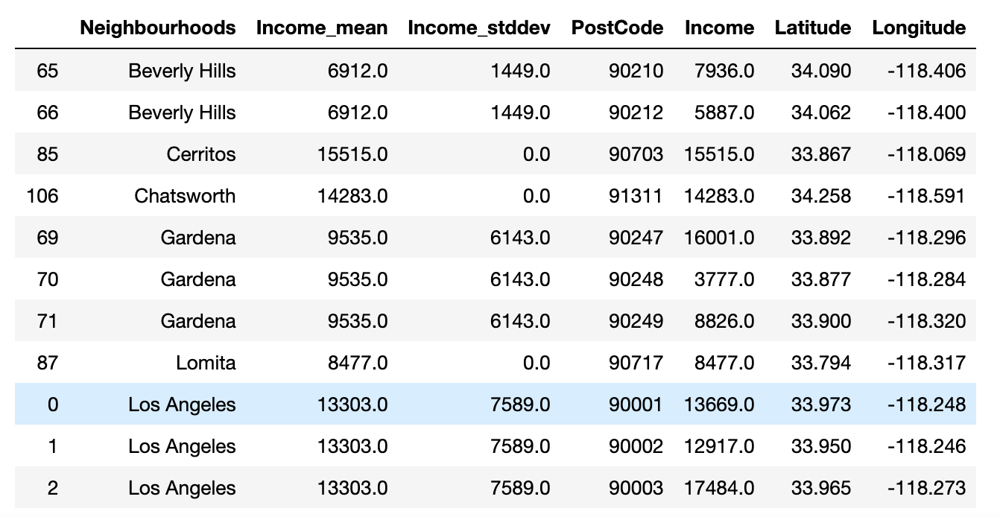 Neighbourhoods Income_mean Income_stddev PostCode Income Latitude Longitude
65 Beverly Hills 6912.0 1449.0 90210 7936.0 34.090 -118.406
66 Beverly Hills 6912.0 1449.0 90212 5887.0 34.062 -118.400
85 Cerritos 15515.0 0.0 90703 15515.0 33.867 -118.069
106 Chatsworth 14283.0 0.0 91311 14283.0 34.258 -118.591
69 Gardena 9535.0 6143.0 90247 16001.0 33.892 -118.296
70 Gardena 9535.0 6143.0 90248 3777.0 33.877 -118.284
71 Gardena 9535.0 6143.0 90249 8826.0 33.900 -118.320
87 Lomita 8477.0 0.0 90717 8477.0 33.794 -118.317
0 Los Angeles 13303.0 7589.0 90001 13669.0 33.973 -118.248
1 Los Angeles 13303.0 7589.0 90002 12917.0 33.950 -118.246
2 Los Angeles 13303.0 7589.0 90003 17484.0 33.965 -118.273